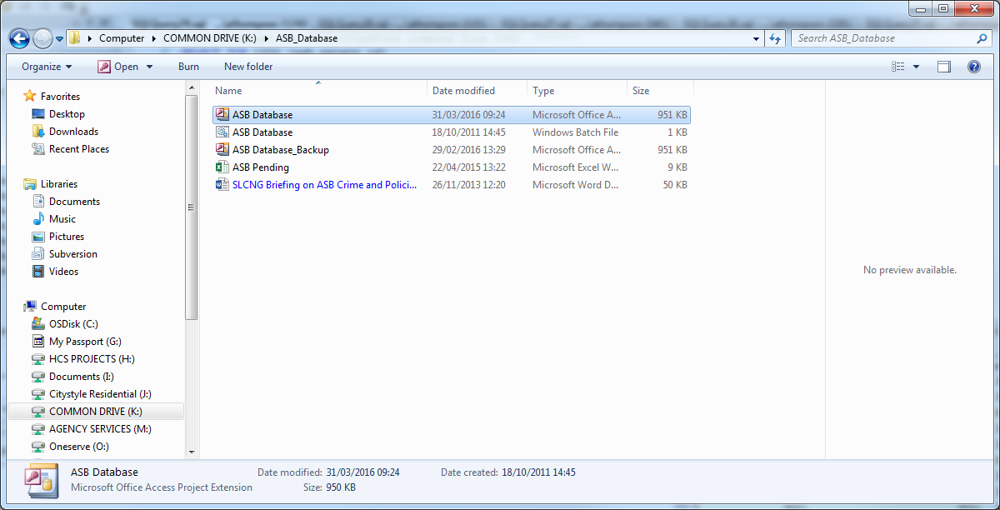 Computer COMMON DRIVE (K:) ASB_Database Search ASB_Database
Organize Open Burn New folder
Favorites
Desktop
Downloads
Recent Places
Libraries
Documents
Music
Pictures
Subversion
Videos
Computer
OSDisk (C:)
My Passport (G:)
HCS PROJECTS (H:)
Documents (I:)
Citystyle Residential (J:)
COMMON DRIVE (K:)
AGENCY SERVICES (M:)
Oneserve (O:)
Name Date modified Type Size
ASB Database 31/03/2016 09:24 Microsoft Office A... 951 KB
ASB Database 18/10/2011 14:45 Windows Batch File 1 KB
ASB Database_Backup 29/02/2016 13:29 Microsoft Office A... 951 KB
ASB Pending 22/04/2015 13:22 Microsoft Excel W... 9 KB
SLCNG Briefing on ASB Crime and Polici... 26/11/2013 12:20 Microsoft Word D... 50 KB
No preview available.
ASB Database Date modified: 31/03/2016 09:24 Date created: 18/10/2011 14:45
Microsoft Office Access Project Extension Size: 950 KB